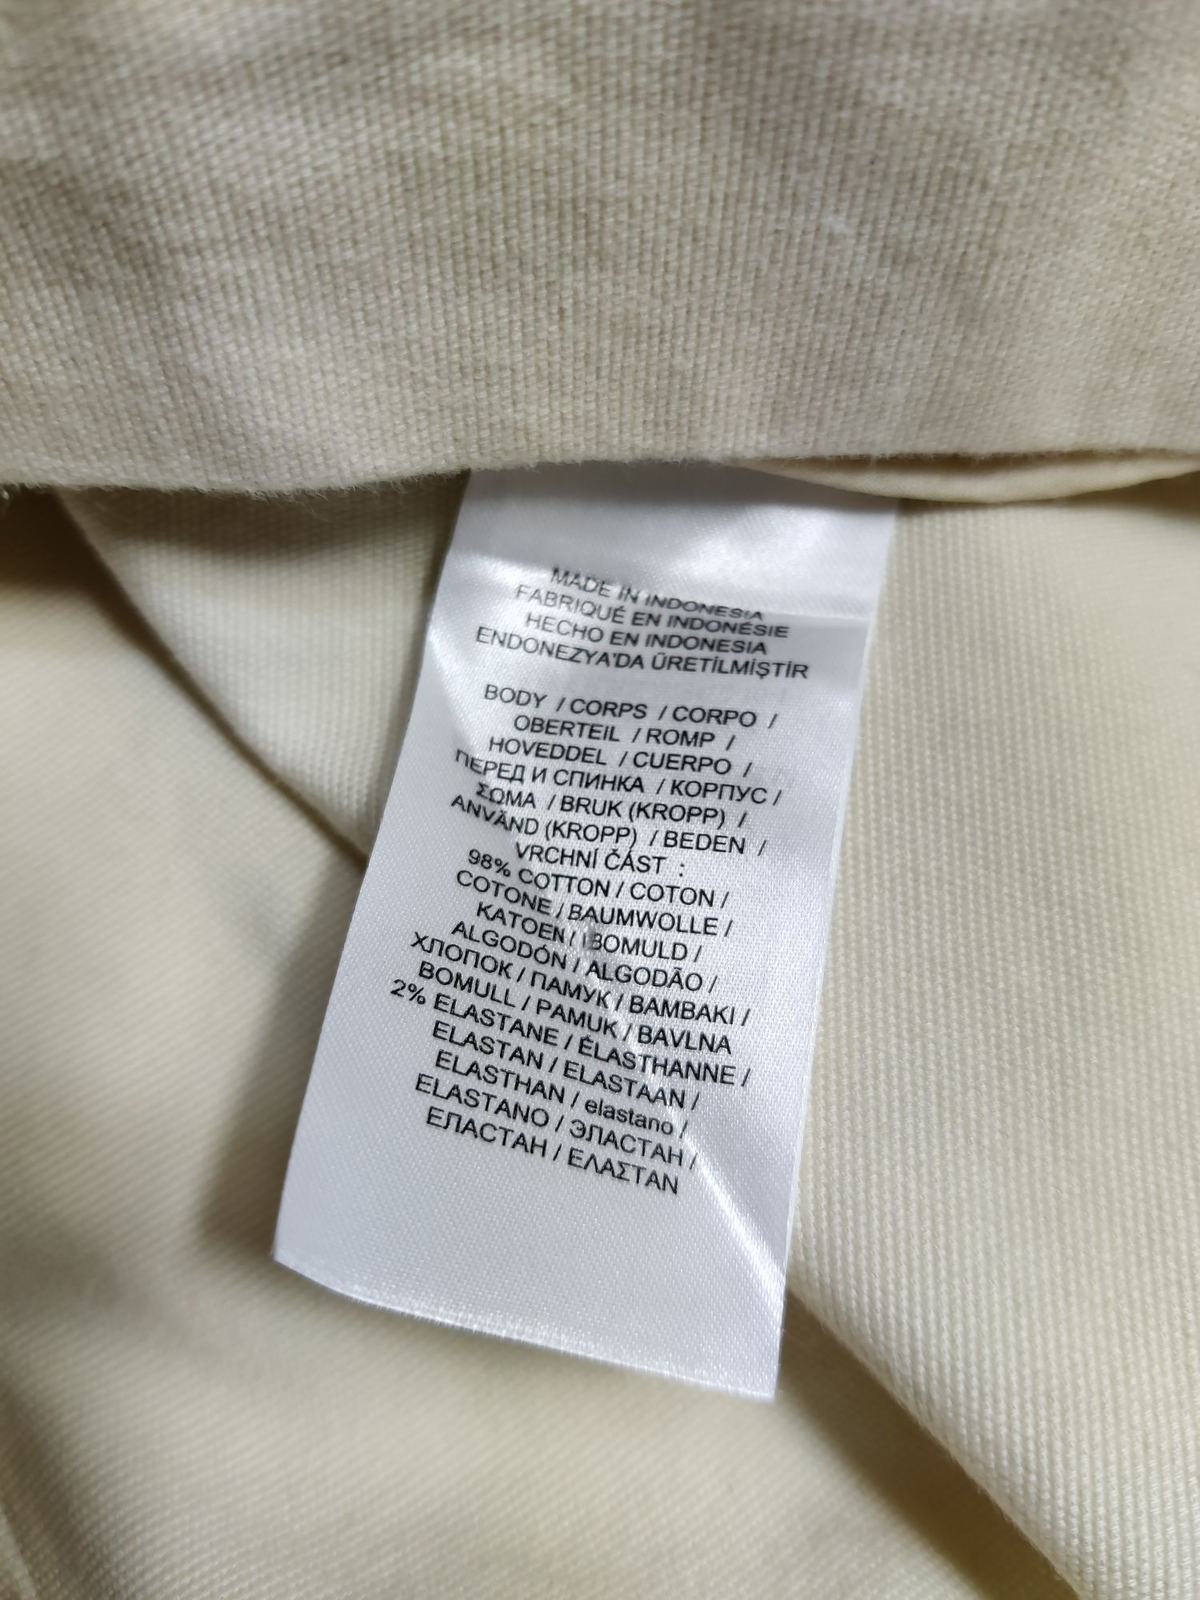 MADE IN INDONESIA
FABRIQUÉ EN INDONÉSIE
HECHO EN INDONESIA
ENDONEZYA'DA ÜRETİLMİŞTİR
BODY / CORPS / CORPO /
OBERTEIL / ROMP /
HOVEDDEL / CUERPO /
ПЕРЕД И СПИНКА / КОРПУС /
ΣΩΜΑ / BRUK (KROPP) /
ANVÄND (KROPP) / BEDEN /
VRCHNÍ ČÁST :
98% COTTON / COTON /
COTONE / BAUMWOLLE /
KATOEN / BOMULD /
ALGODÓN / ALGODÃO /
ХЛОПОК / ПАМУК / BAMBAKI /
BOMULL / PAMUK / BAVLNA
2% ELASTANE / ÉLASTHANNE /
ELASTAN / ELASTAAN /
ELASTHAN / elastano /
ELASTANO / ЭЛАСТАН /
ЕЛАСТАН / ΕΛΑΣΤΑΝ